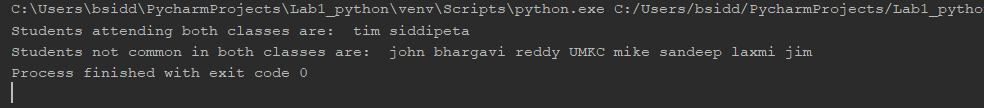 C:\Users\bsidd\PycharmProjects\Lab1_python\venv\Scripts\python.exe C:/Users/bsidd/PycharmProjects/Lab1_pytho
Students attending both classes are:  tim siddipeta
Students not common in both classes are:  john bhargavi reddy UMKC mike sandeep laxmi jim
Process finished with exit code 0